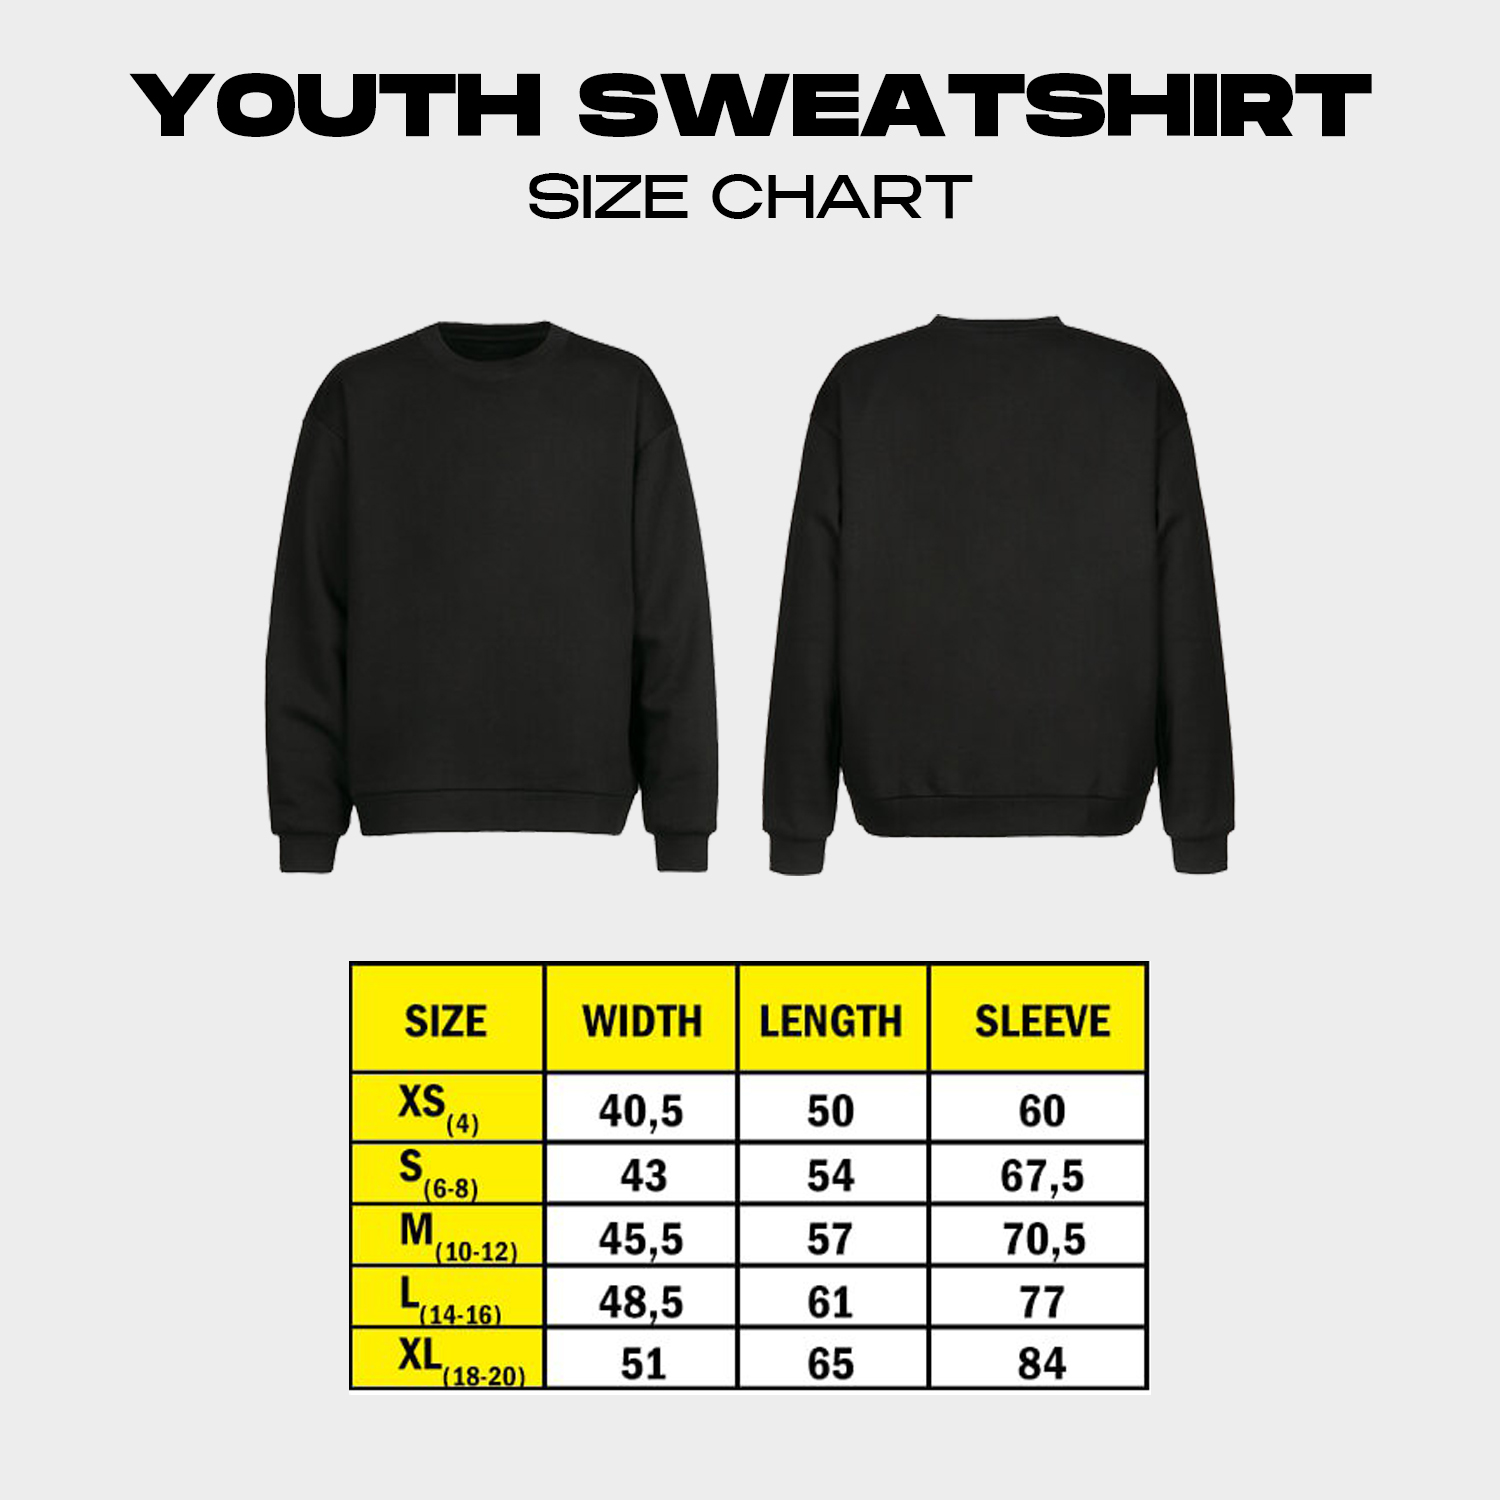 YOUTH SWEATSHIRT
SIZE CHART
SIZE WIDTH LENGTH SLEEVE
XS(4) 40,5 50 60
S(6-8) 43 54 67,5
M(10-12) 45,5 57 70,5
L(14-16) 48,5 61 77
XL(18-20) 51 65 84